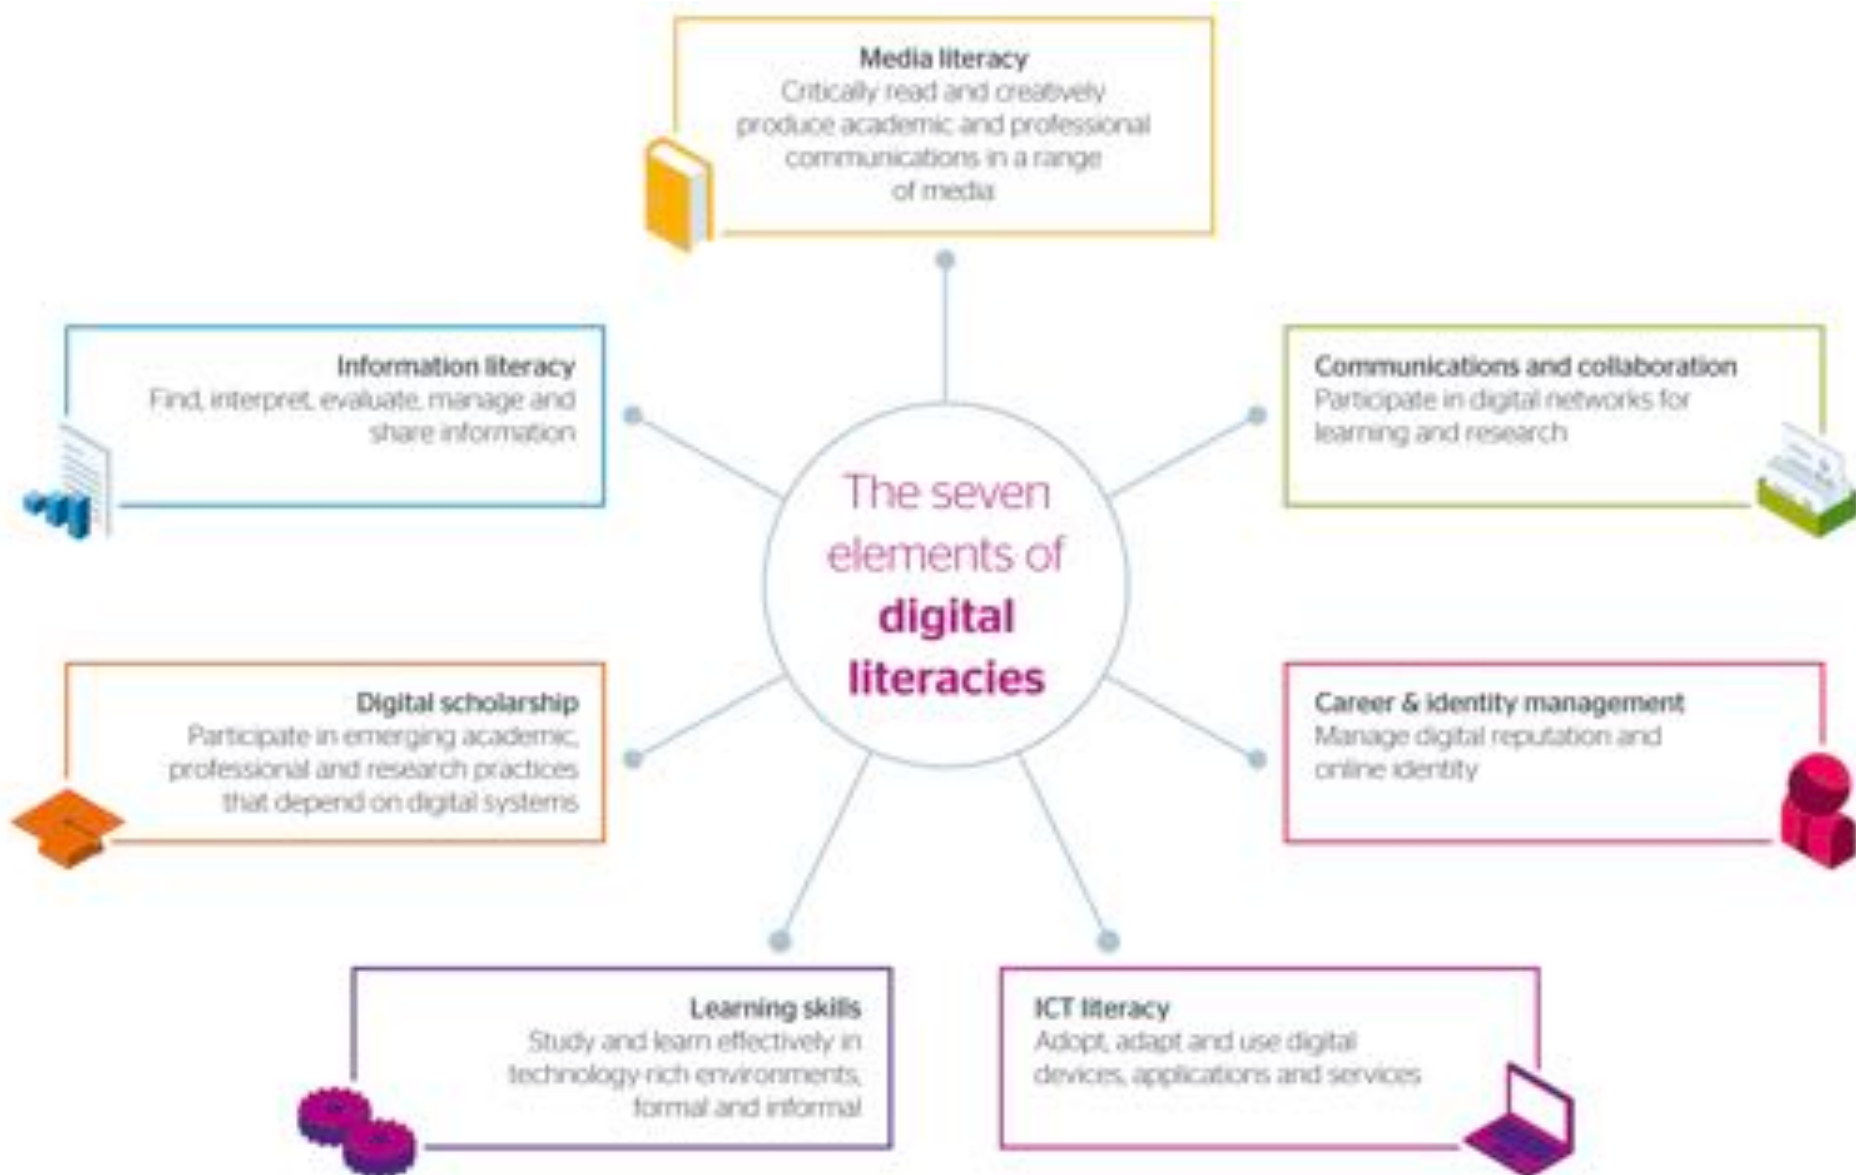 Media literacy
Critically read and creatively
produce academic and professional
communications in a range
of media
Information literacy
Find, interpret, evaluate, manage and
share information
Communications and collaboration
Participate in digital networks for
learning and research
The seven
elements of
digital
literacies
Digital scholarship
Participate in emerging academic,
professional and research practices
that depend on digital systems
Career & identity management
Manage digital reputation and
online identity
Learning skills
Study and learn effectively in
technology-rich environments,
formal and informal
ICT literacy
Adopt, adapt and use digital
devices, applications and services